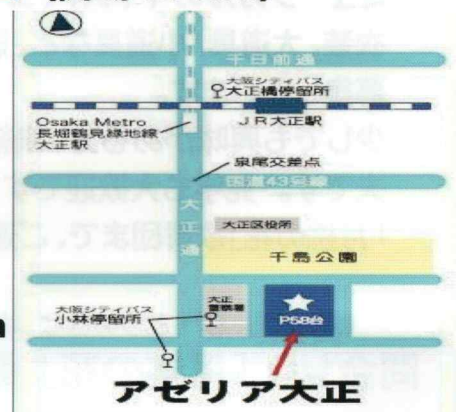 千日前通
大阪シティバス
大正橋停留所
Osaka Metro
長堀鶴見緑地線
大正駅
JR大正駅
泉尾交差点
国道43号線
大正通
大正区役所
千島公園
大阪シティバス
小林停留所
大正
警察署
P58台
アゼリア大正